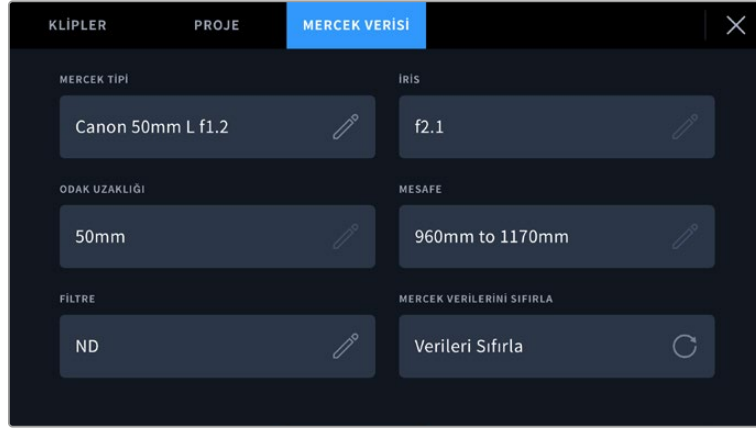 KLİPLER PROJE MERCEK VERİSİ
MERCEK TİPİ
Canon 50mm L f1.2
İRİS
f2.1
ODAK UZAKLIĞI
50mm
MESAFE
960mm to 1170mm
FİLTRE
ND
MERCEK VERİLERİNİ SIFIRLA
Verileri Sıfırla